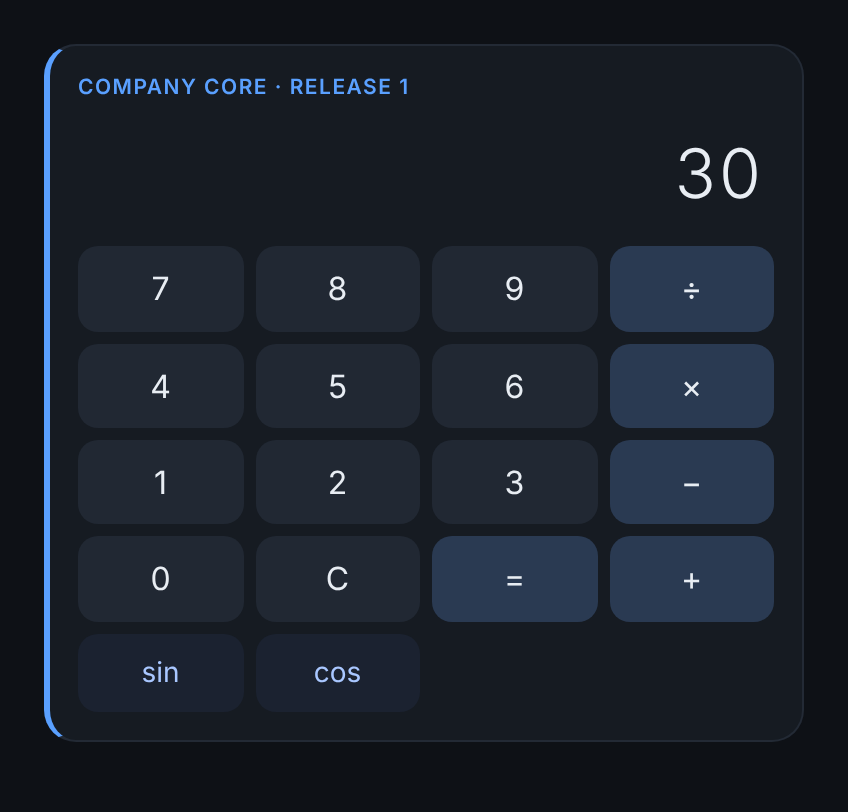 COMPANY CORE · RELEASE 1
30
7 8 9 ÷
4 5 6 ×
1 2 3 −
0 C = +
sin cos